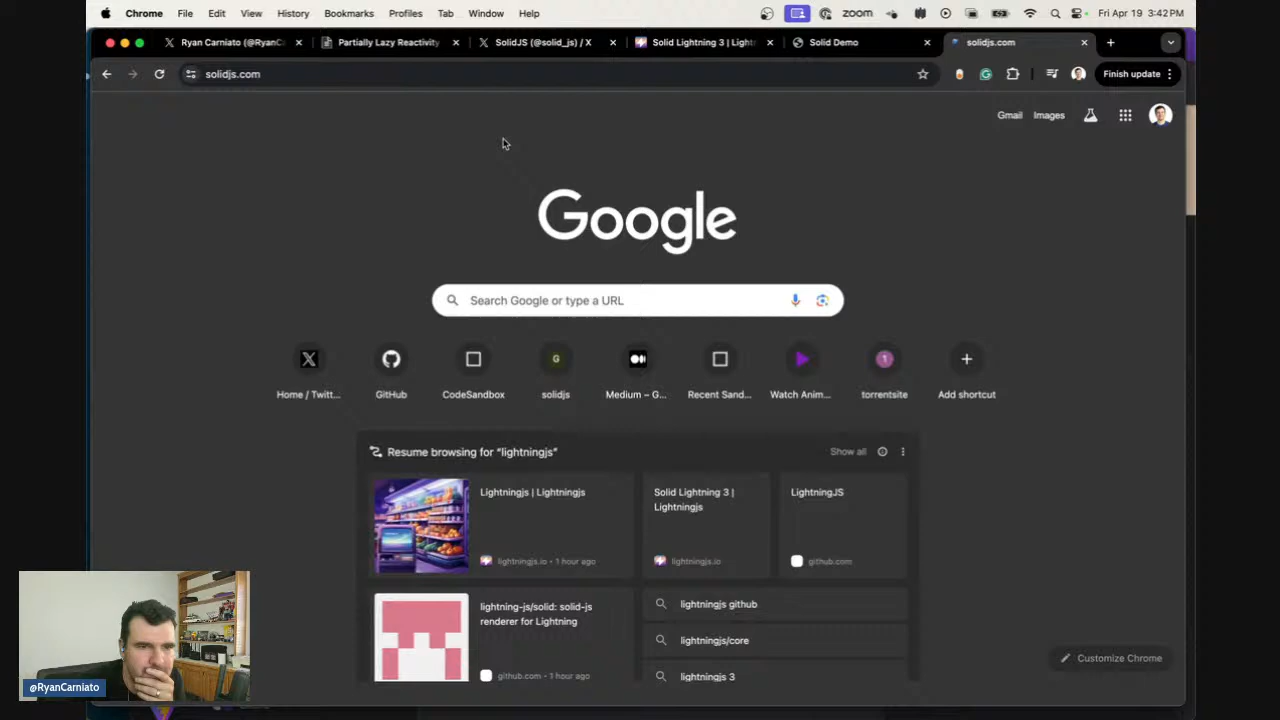 Chrome File Edit View History Bookmarks Profiles Tab Window Help zoom Fri Apr 19 3:42 PM
Ryan Carniato (@RyanC Partially Lazy Reactivity SolidJS (@solid_js) / X Solid Lightning 3 | Lightn Solid Demo solidjs.com
solidjs.com Finish update
Gmail Images
Google
Search Google or type a URL
G
1
Home / Twitt... GitHub CodeSandbox solidjs Medium – G... Recent Sand... Watch Anim... torrentsite Add shortcut
Resume browsing for "lightningjs" Show all
Lightningjs | Lightningjs
lightningjs.io • 1 hour ago
Solid Lightning 3 |
Lightningjs
lightningjs.io
LightningJS
github.com
lightning-js/solid: solid-js
renderer for Lightning
github.com • 1 hour ago
lightningjs github
lightningjs/core
lightningjs 3
Customize Chrome
@RyanCarniato